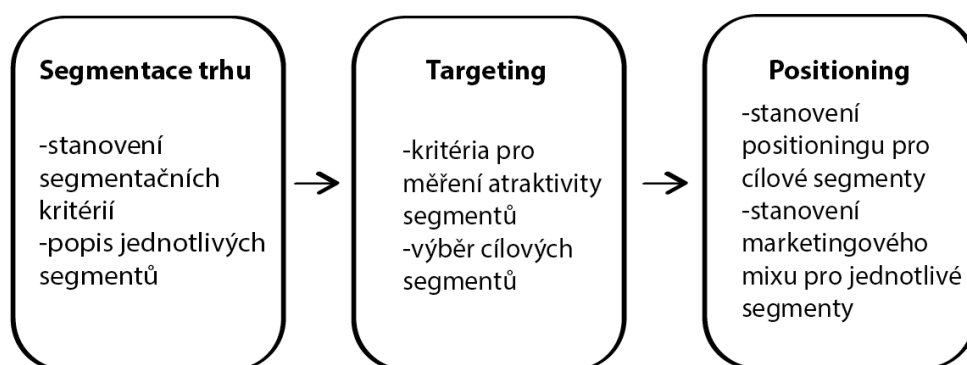 Segmentace trhu
-stanovení
segmentačních
kritérií
-popis jednotlivých
segmentů
Targeting
-kritéria pro
měření atraktivity
segmentů
-výběr cílových
segmentů
Positioning
-stanovení
positioningu pro
cílové segmenty
-stanovení
marketingového
mixu pro jednotlivé
segmenty